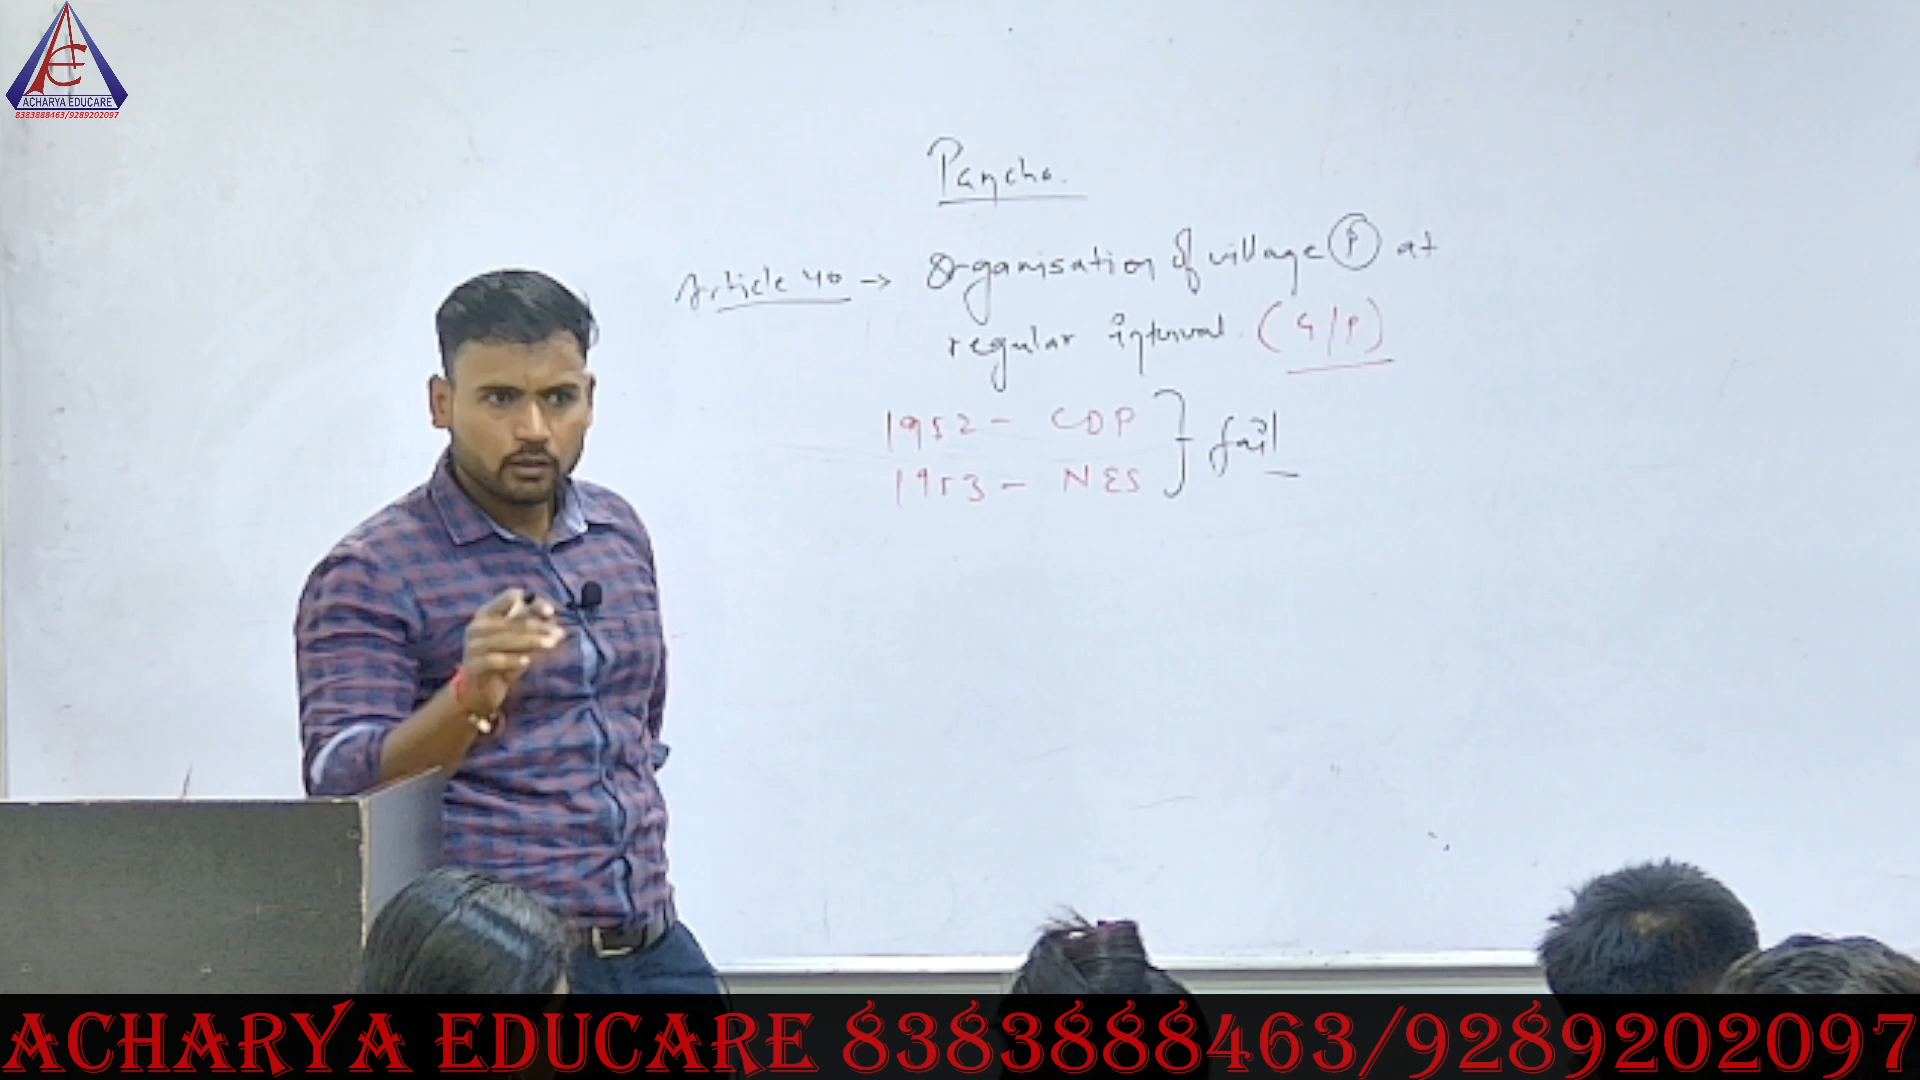 ACHARYA EDUCARE
8383888463/9289202097
Pancha.
Article 40 → Organisation of village (P) at
regular interval. (G/P)
1952 - CDP } fail
1953 - NES
ACHARYA EDUCARE 8383888463/9289202097